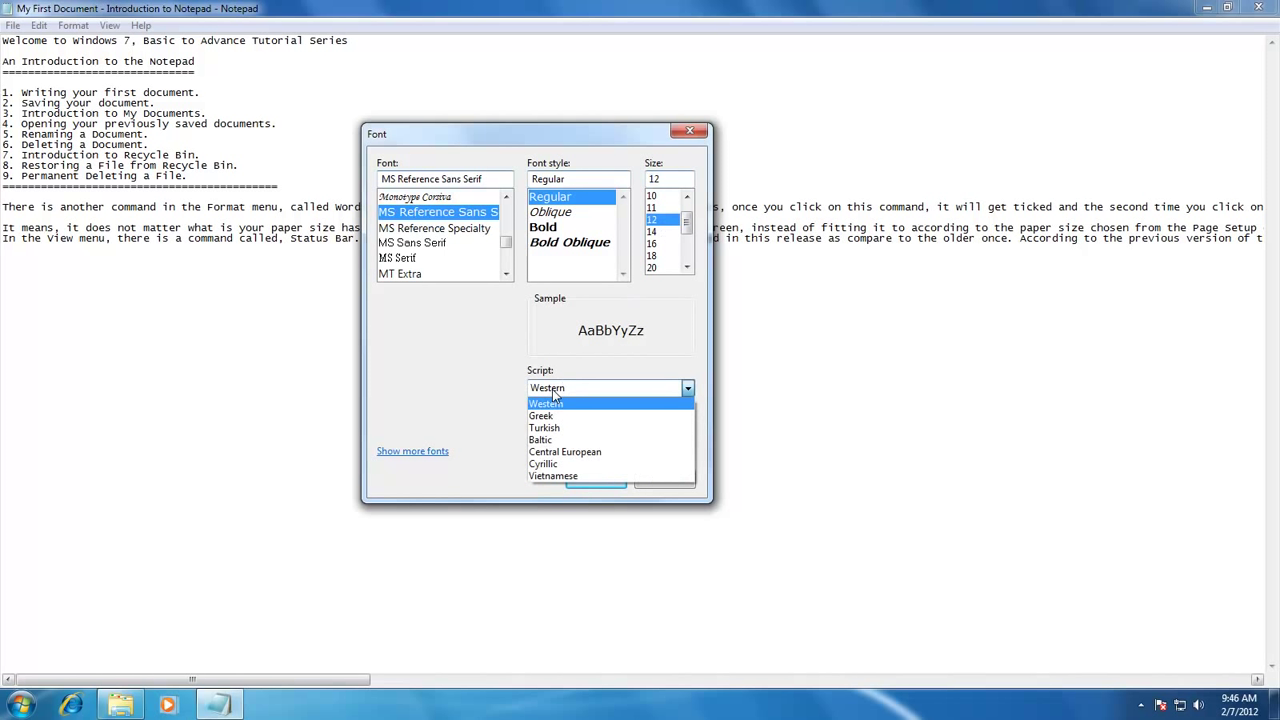 My First Document - Introduction to Notepad - Notepad
File Edit Format View Help
Welcome to Windows 7, Basic to Advance Tutorial Series
An Introduction to the Notepad
==============================
1. Writing your first document.
2. Saving your document.
3. Introduction to My Documents.
4. Opening your previously saved documents.
5. Renaming a Document.
6. Deleting a Document.
7. Introduction to Recycle Bin.
8. Restoring a File from Recycle Bin.
9. Permanent Deleting a File.
===========================================
There is another command in the Format menu, called Word s, once you click on this command, it will get ticked and the second time you click on
It means, it does not matter what is your paper size has reen, instead of fitting it to according to the paper size chosen from the Page Setup
In the View menu, there is a command called, Status Bar. d in this release as compare to the older once. According to the previous version of t
Font
Font: Font style: Size:
MS Reference Sans Serif Regular 12
Monotype Corsiva Regular 10
MS Reference Sans S Oblique 11
MS Reference Specialty Bold 12
MS Sans Serif Bold Oblique 14
MS Serif 16
MT Extra 18
20
Sample
AaBbYyZz
Script:
Western
Western
Greek
Turkish
Baltic
Show more fonts Central European
Cyrillic
Vietnamese
9:46 AM
2/7/2012